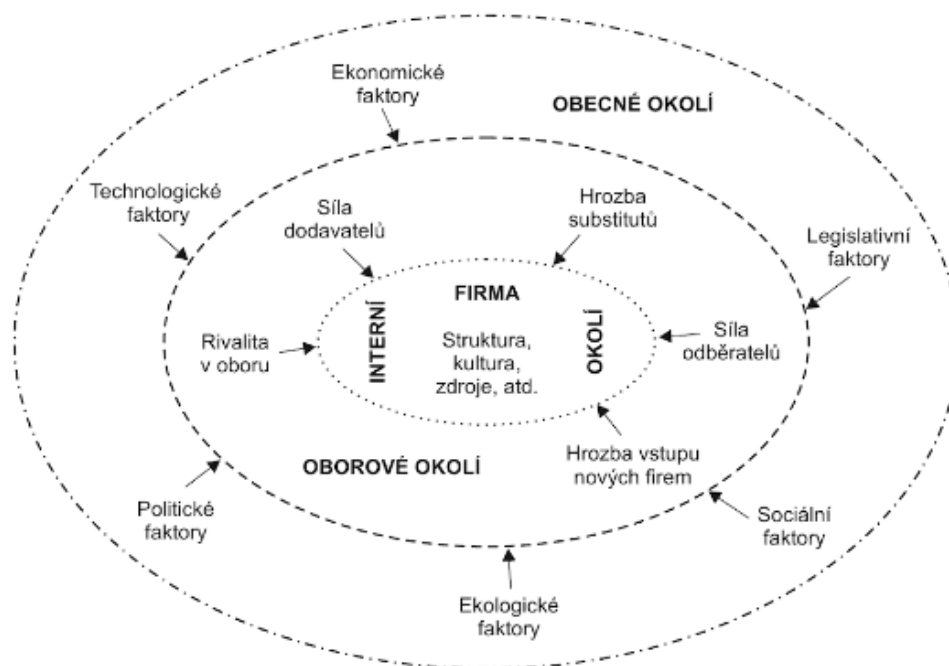 Ekonomické
faktory
OBECNÉ OKOLÍ
Technologické
faktory
Síla
dodavatelů
Hrozba
substitutů
Legislativní
faktory
FIRMA
INTERNÍ
OKOLÍ
Struktura,
kultura,
zdroje, atd.
Rivalita
v oboru
Síla
odběratelů
OBOROVÉ OKOLÍ
Hrozba vstupu
nových firem
Politické
faktory
Sociální
faktory
Ekologické
faktory